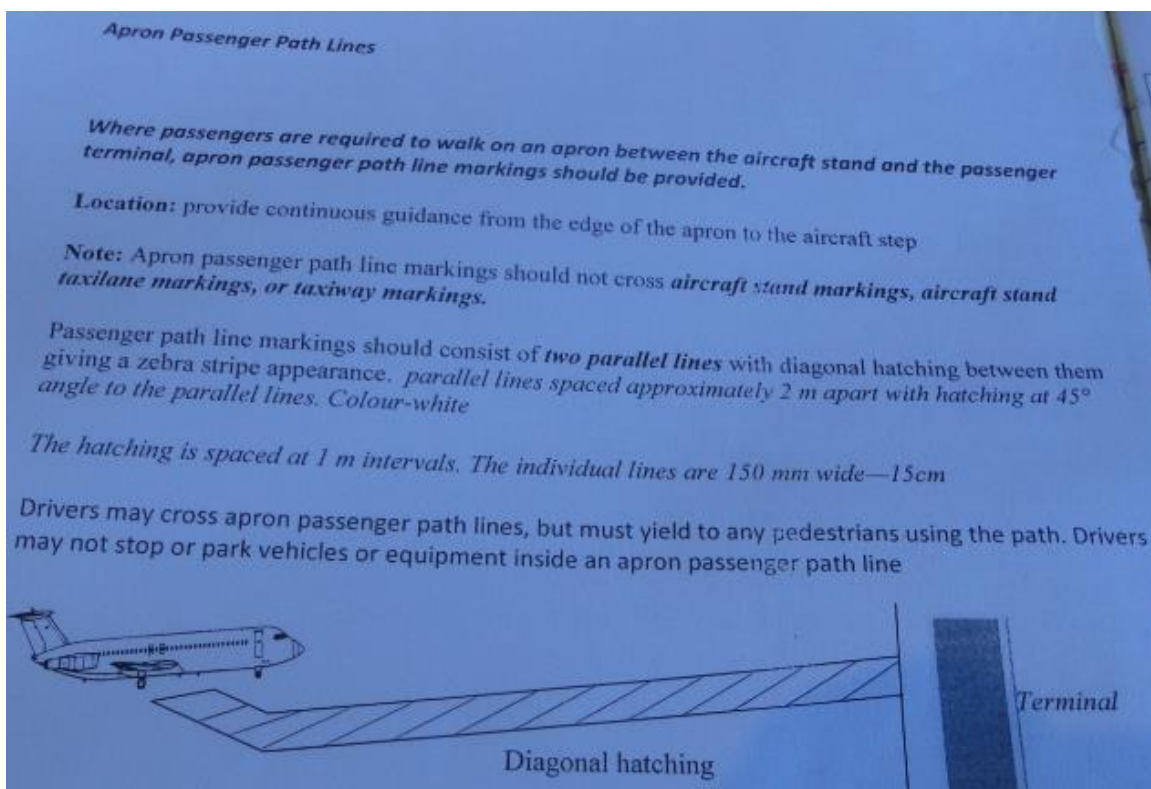 Apron Passenger Path Lines
Where passengers are required to walk on an apron between the aircraft stand and the passenger
terminal, apron passenger path line markings should be provided.
Location: provide continuous guidance from the edge of the apron to the aircraft step
Note: Apron passenger path line markings should not cross aircraft stand markings, aircraft stand
taxilane markings, or taxiway markings.
Passenger path line markings should consist of two parallel lines with diagonal hatching between them
giving a zebra stripe appearance. parallel lines spaced approximately 2 m apart with hatching at 45°
angle to the parallel lines. Colour-white
The hatching is spaced at 1 m intervals. The individual lines are 150 mm wide—15cm
Drivers may cross apron passenger path lines, but must yield to any pedestrians using the path. Drivers
may not stop or park vehicles or equipment inside an apron passenger path line
Terminal
Diagonal hatching